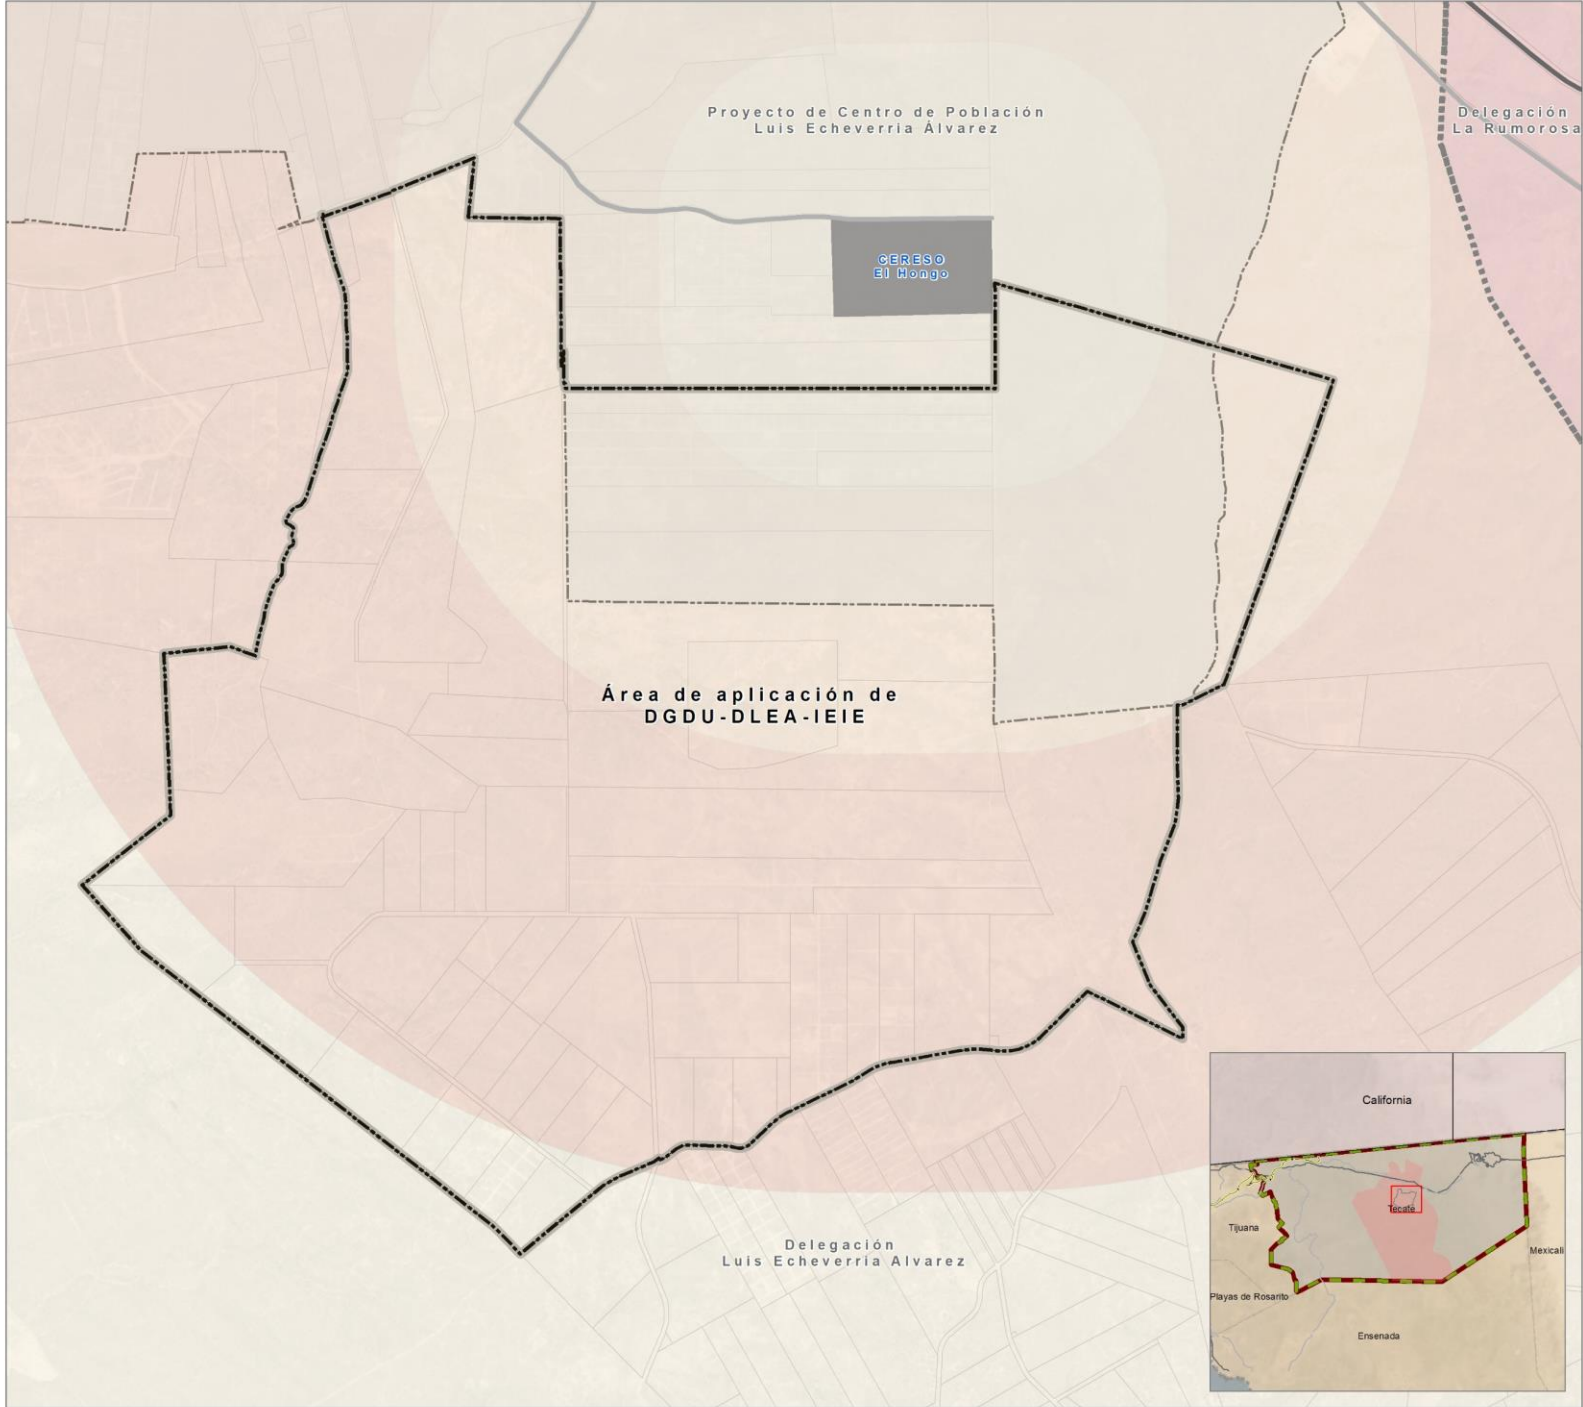 Proyecto de Centro de Población
Luis Echeverria Álvarez
Delegación
La Rumorosa
CERESO
El Hongo
Área de aplicación de
DGDU-DLEA-IEIE
Delegación
Luis Echeverria Alvarez
California
Tecate
Tijuana
Mexicali
Playas de Rosarito
Ensenada